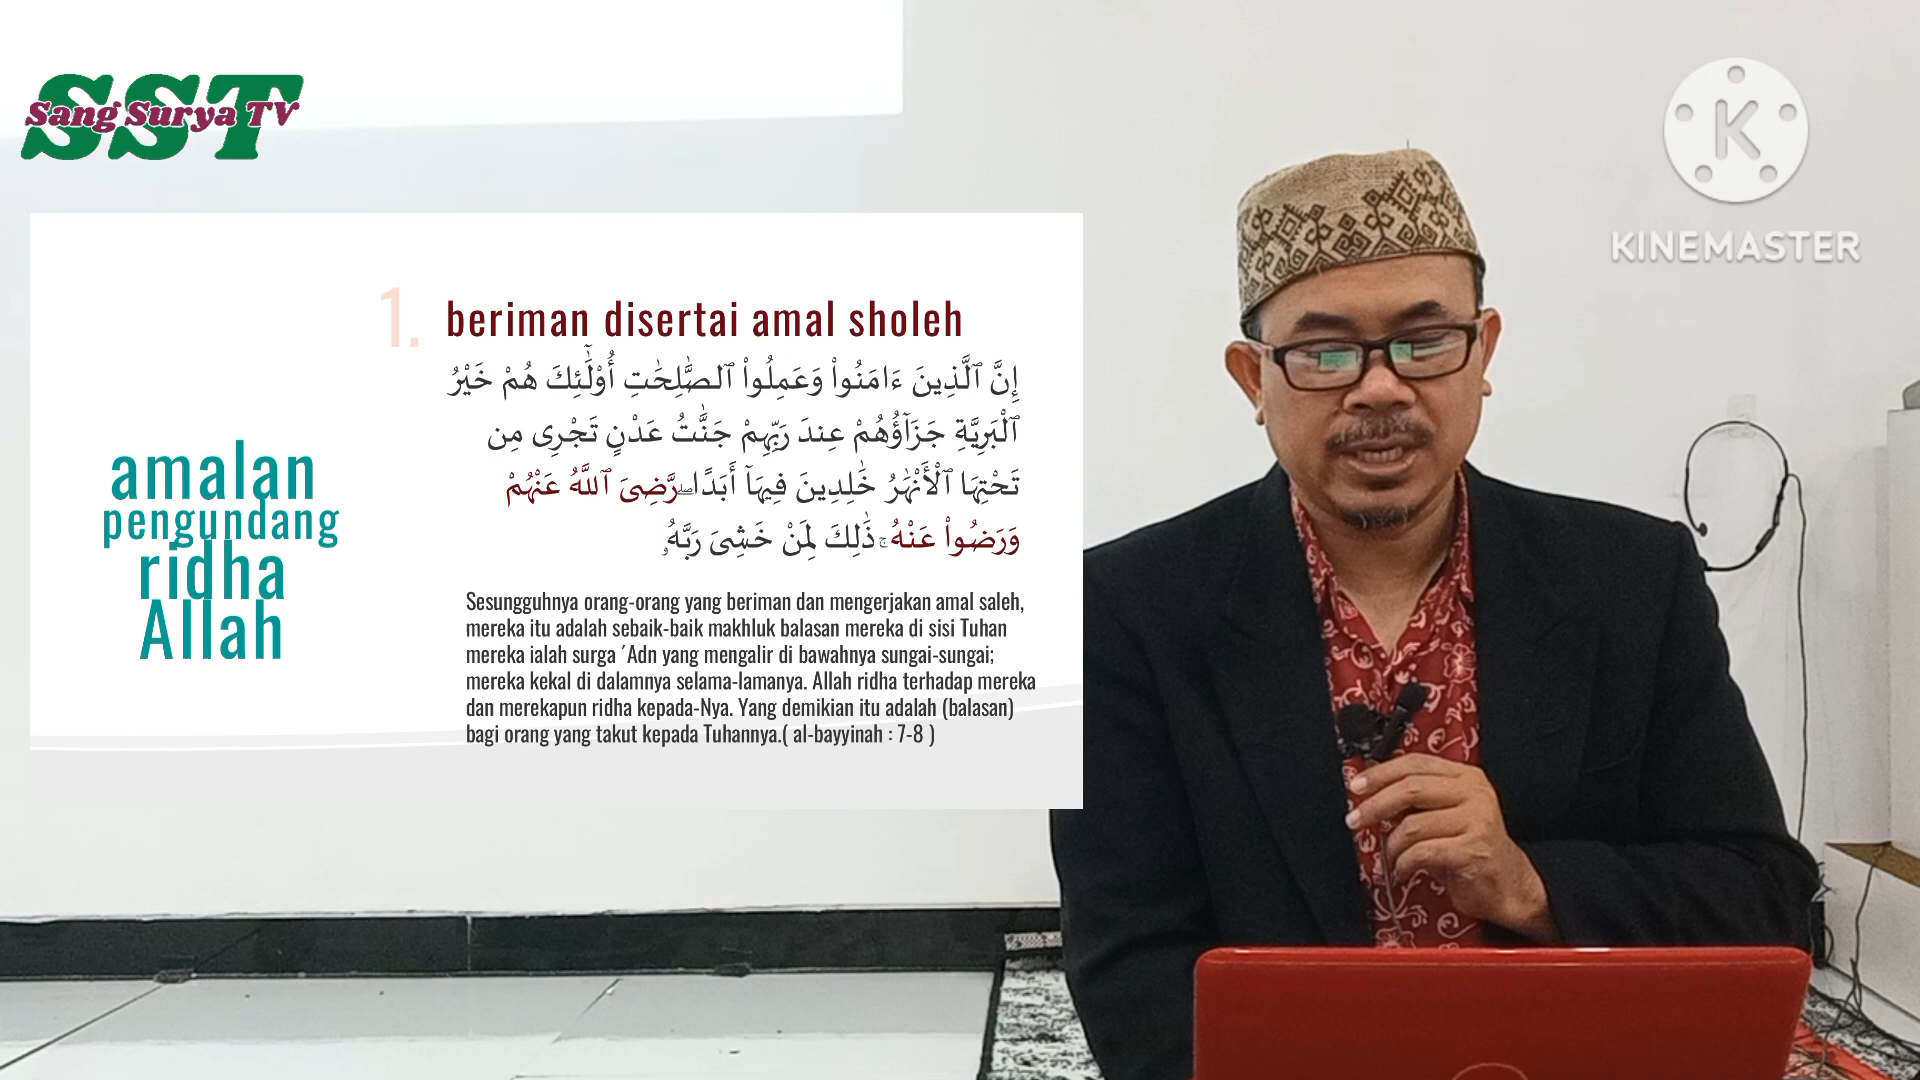 SST
Sang Surya TV
K
KINEMASTER
1.
beriman disertai amal sholeh
إِنَّ ٱلَّذِينَ ءَامَنُوا۟ وَعَمِلُوا۟ ٱلصَّٰلِحَٰتِ أُو۟لَٰٓئِكَ هُمْ خَيْرُ
ٱلْبَرِيَّةِ جَزَآؤُهُمْ عِندَ رَبِّهِمْ جَنَّٰتُ عَدْنٍ تَجْرِى مِن
تَحْتِهَا ٱلْأَنْهَٰرُ خَٰلِدِينَ فِيهَآ أَبَدًا ۖ رَّضِىَ ٱللَّهُ عَنْهُمْ
وَرَضُوا۟ عَنْهُ ۚ ذَٰلِكَ لِمَنْ خَشِىَ رَبَّهُۥ
amalan
pengundang
ridha
Allah
Sesungguhnya orang-orang yang beriman dan mengerjakan amal saleh,
mereka itu adalah sebaik-baik makhluk balasan mereka di sisi Tuhan
mereka ialah surga ´Adn yang mengalir di bawahnya sungai-sungai;
mereka kekal di dalamnya selama-lamanya. Allah ridha terhadap mereka
dan merekapun ridha kepada-Nya. Yang demikian itu adalah (balasan)
bagi orang yang takut kepada Tuhannya.( al-bayyinah : 7-8 )